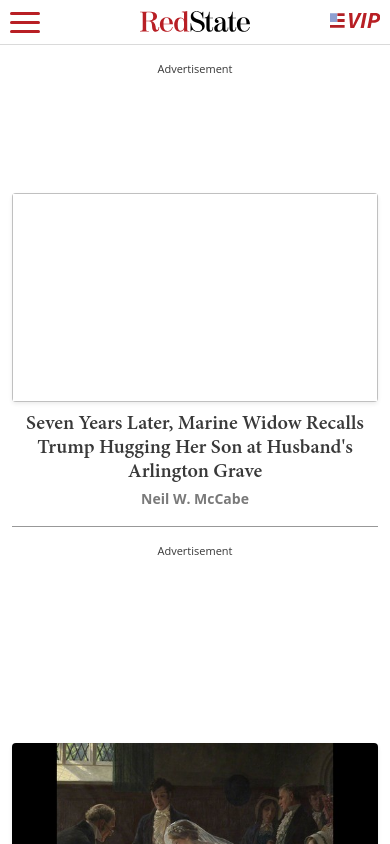 RedState
VIP
Advertisement
Seven Years Later, Marine Widow Recalls
Trump Hugging Her Son at Husband's
Arlington Grave
Neil W. McCabe
Advertisement